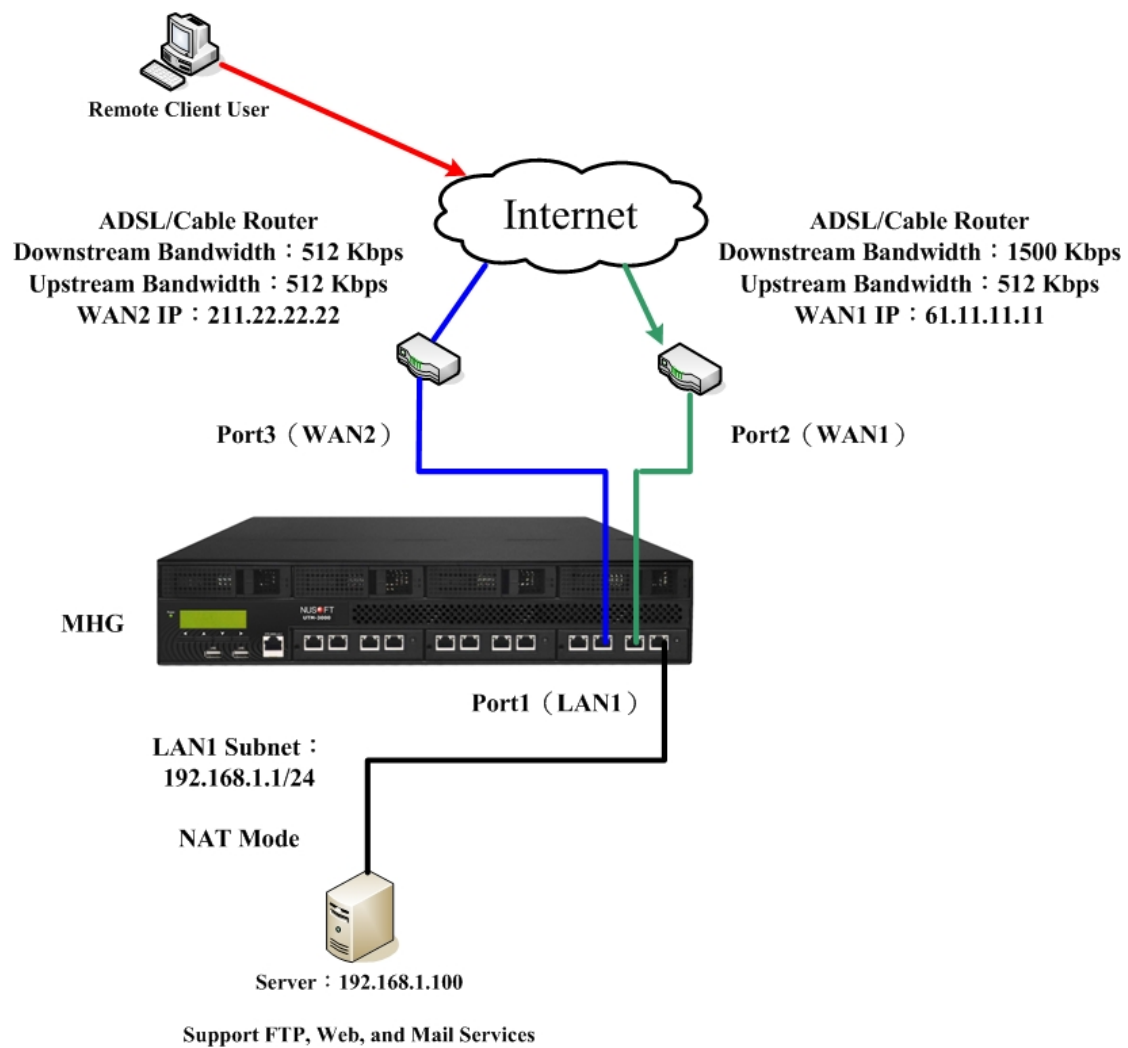 Remote Client User
Internet
ADSL/Cable Router
Downstream Bandwidth：512 Kbps
Upstream Bandwidth：512 Kbps
WAN2 IP：211.22.22.22
ADSL/Cable Router
Downstream Bandwidth：1500 Kbps
Upstream Bandwidth：512 Kbps
WAN1 IP：61.11.11.11
Port3（WAN2）
Port2（WAN1）
MHG
NUSOFT
Port1（LAN1）
LAN1 Subnet：
192.168.1.1/24
NAT Mode
Server：192.168.1.100
Support FTP, Web, and Mail Services